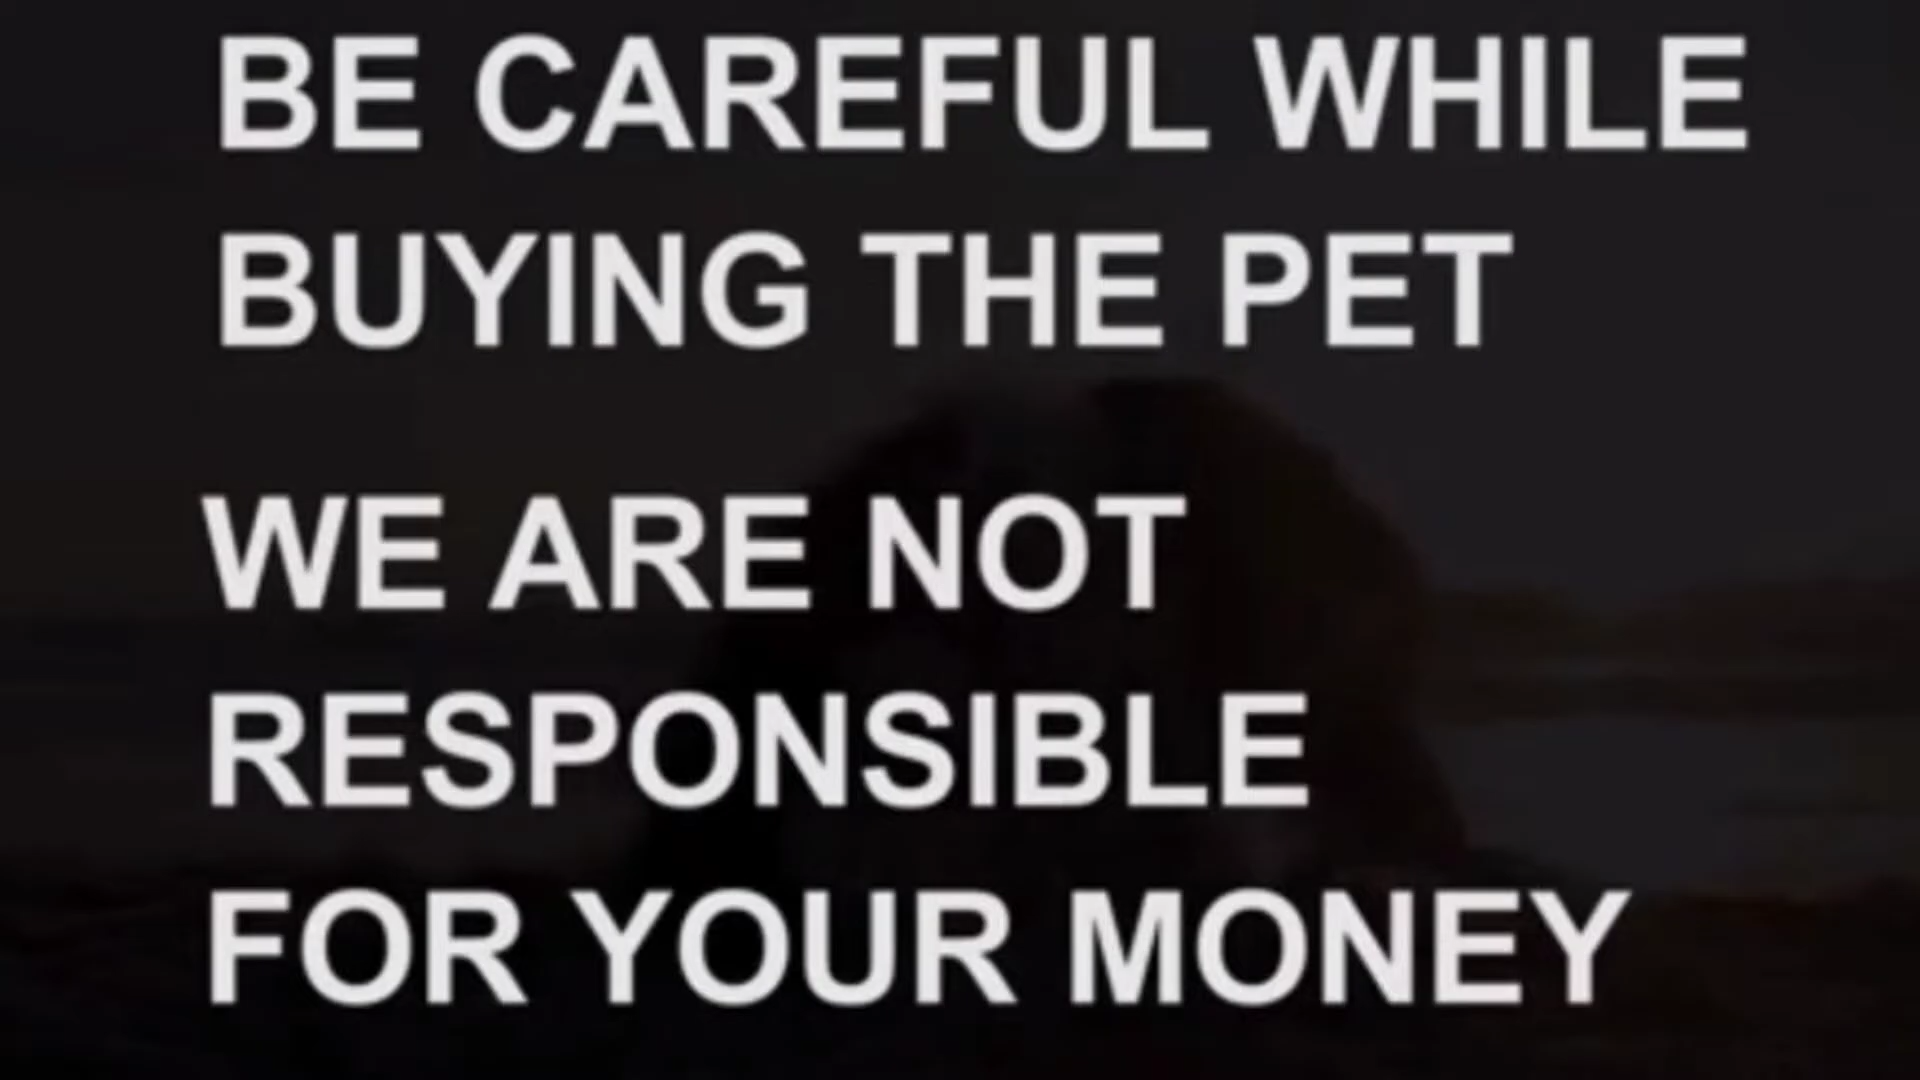 BE CAREFUL WHILE
BUYING THE PET
WE ARE NOT
RESPONSIBLE
FOR YOUR MONEY